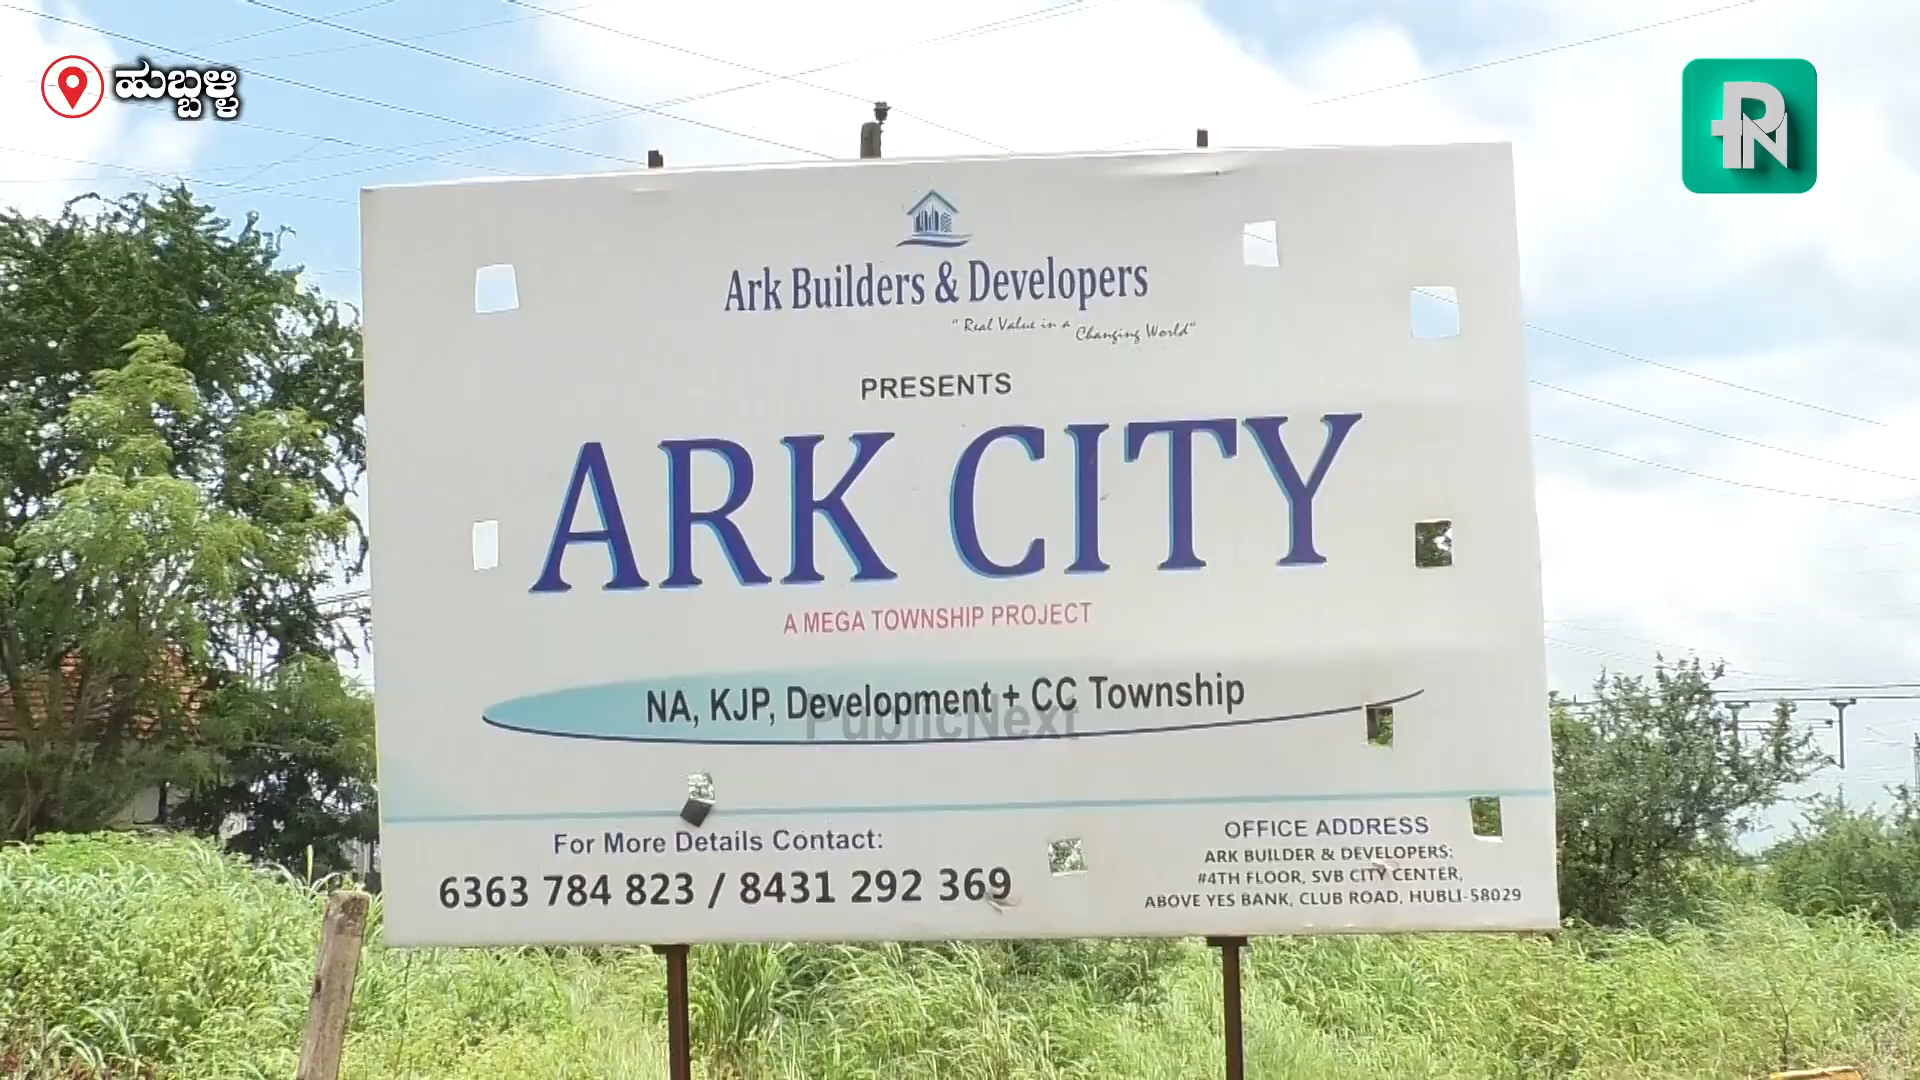 ಹುಬ್ಬಳ್ಳಿ
PN
Ark Builders & Developers
"Real Value in a Changing World"
PRESENTS
ARK CITY
A MEGA TOWNSHIP PROJECT
NA, KJP, Development + CC Township
PublicNext
For More Details Contact:
6363 784 823 / 8431 292 369
OFFICE ADDRESS
ARK BUILDER & DEVELOPERS:
#4TH FLOOR, SVB CITY CENTER,
ABOVE YES BANK, CLUB ROAD, HUBLI-58029